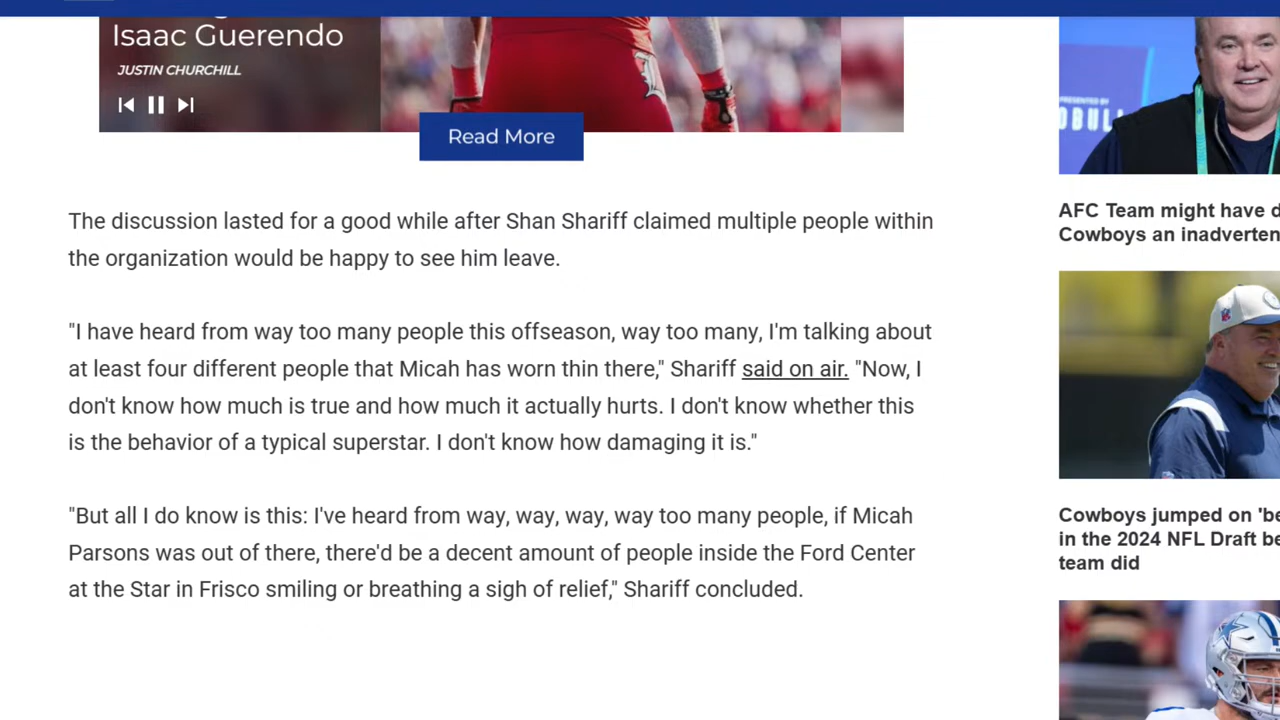 Isaac Guerendo
JUSTIN CHURCHILL
Read More
The discussion lasted for a good while after Shan Shariff claimed multiple people within
the organization would be happy to see him leave.
"I have heard from way too many people this offseason, way too many, I'm talking about
at least four different people that Micah has worn thin there," Shariff said on air. "Now, I
don't know how much is true and how much it actually hurts. I don't know whether this
is the behavior of a typical superstar. I don't know how damaging it is."
"But all I do know is this: I've heard from way, way, way, way too many people, if Micah
Parsons was out of there, there'd be a decent amount of people inside the Ford Center
at the Star in Frisco smiling or breathing a sigh of relief," Shariff concluded.
PRESENTED BY
OBUL
AFC Team might have d
Cowboys an inadverten
Cowboys jumped on 'be
in the 2024 NFL Draft be
team did